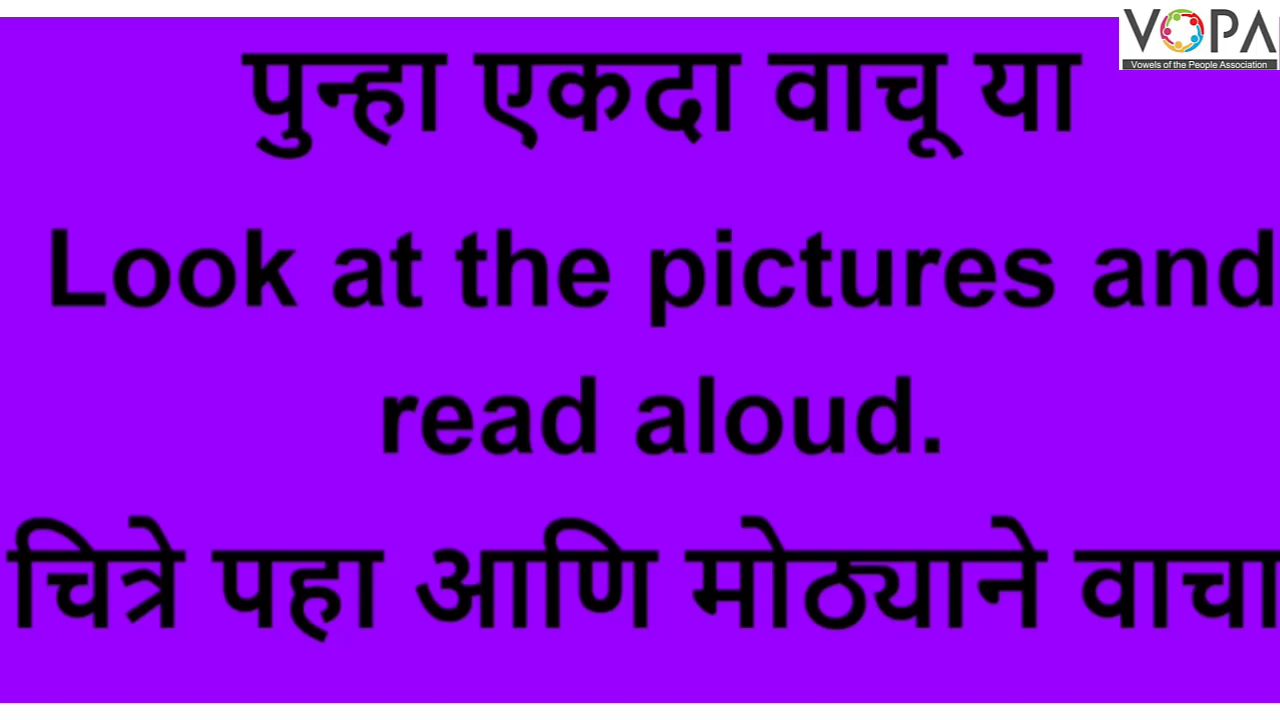 VOPA
Vowels of the People Association
पुन्हा एकदा वाचू या
Look at the pictures and
read aloud.
चित्रे पहा आणि मोठ्याने वाचा